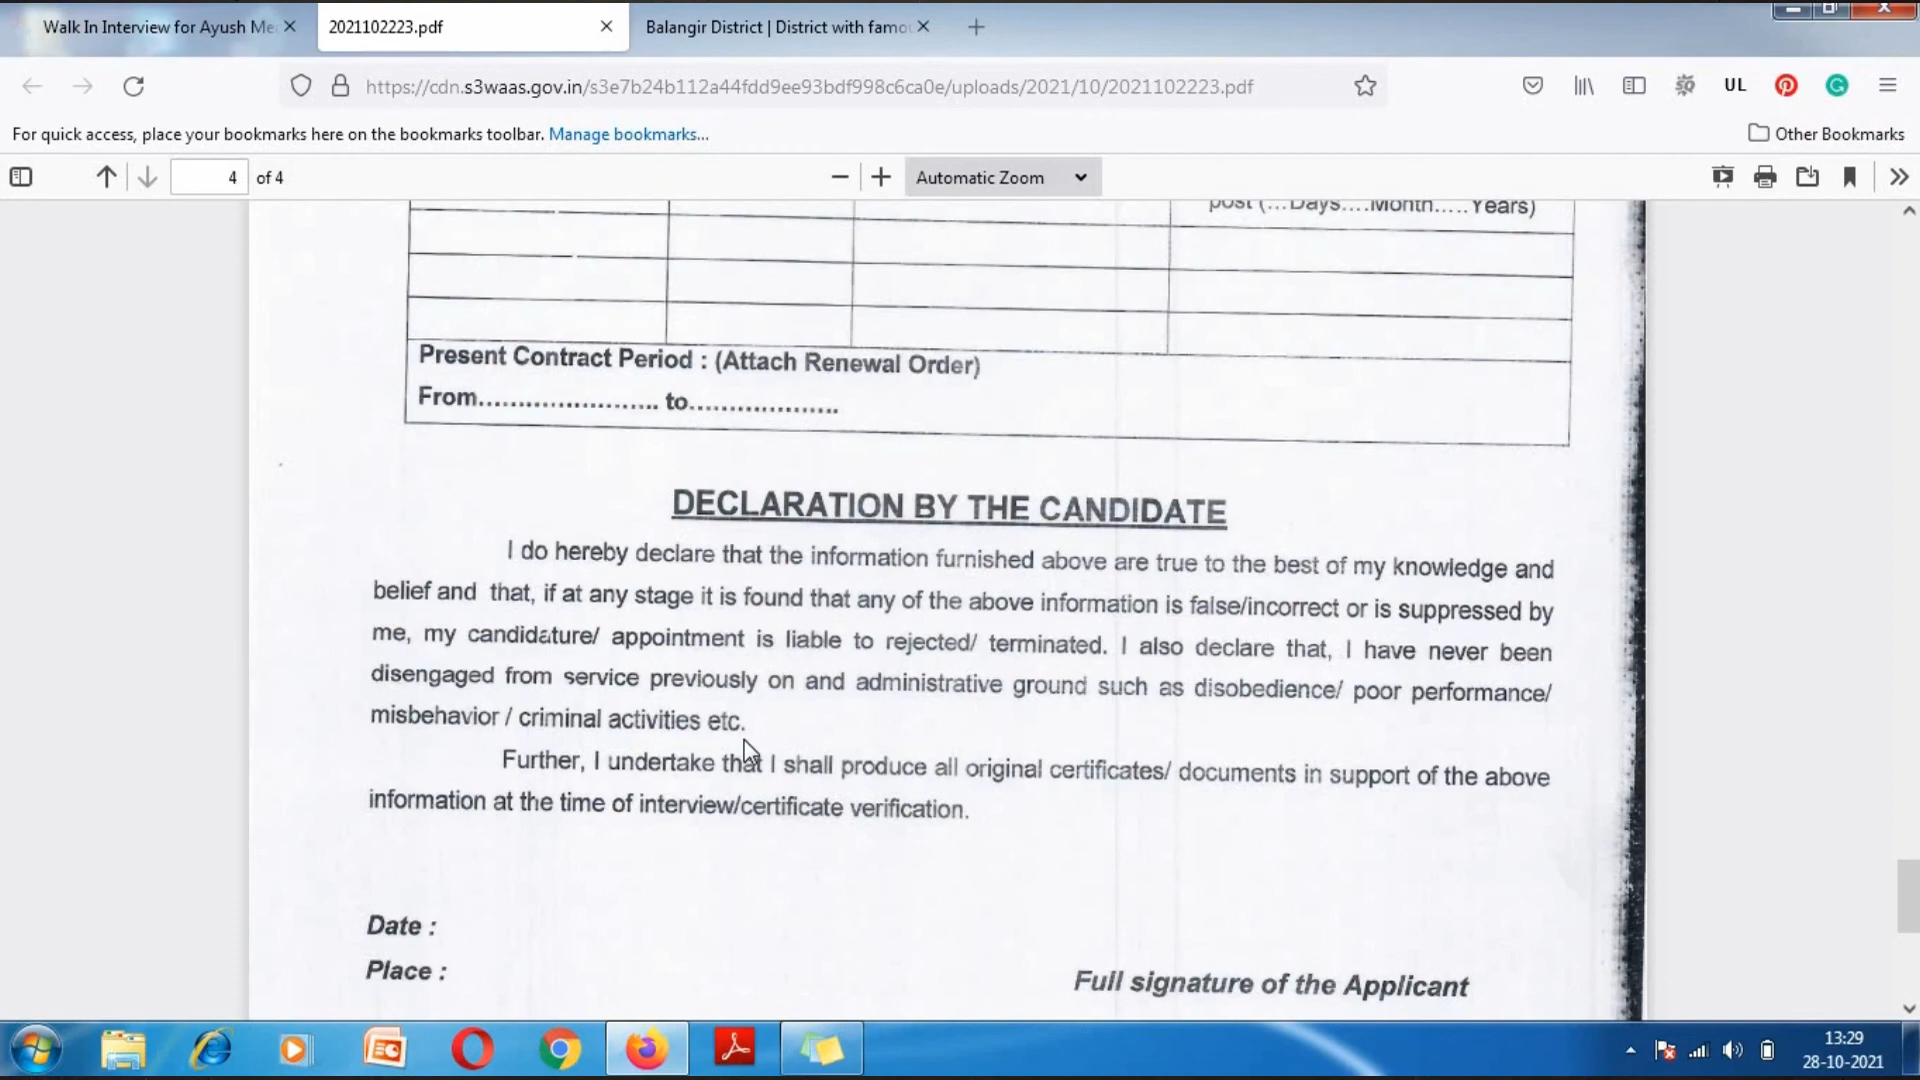 Walk In Interview for Ayush Me
2021102223.pdf
Balangir District | District with famou
https://cdn.s3waas.gov.in/s3e7b24b112a44fdd9ee93bdf998c6ca0e/uploads/2021/10/2021102223.pdf
UL
For quick access, place your bookmarks here on the bookmarks toolbar. Manage bookmarks...
Other Bookmarks
4 of 4
Automatic Zoom
post (...Days....Month.....Years)
Present Contract Period : (Attach Renewal Order)
From....................... to...................
DECLARATION BY THE CANDIDATE
I do hereby declare that the information furnished above are true to the best of my knowledge and
belief and that, if at any stage it is found that any of the above information is false/incorrect or is suppressed by
me, my candidature/ appointment is liable to rejected/ terminated. I also declare that, I have never been
disengaged from service previously on and administrative ground such as disobedience/ poor performance/
misbehavior / criminal activities etc.
Further, I undertake that I shall produce all original certificates/ documents in support of the above
information at the time of interview/certificate verification.
Date :
Place :
Full signature of the Applicant
13:29
28-10-2021